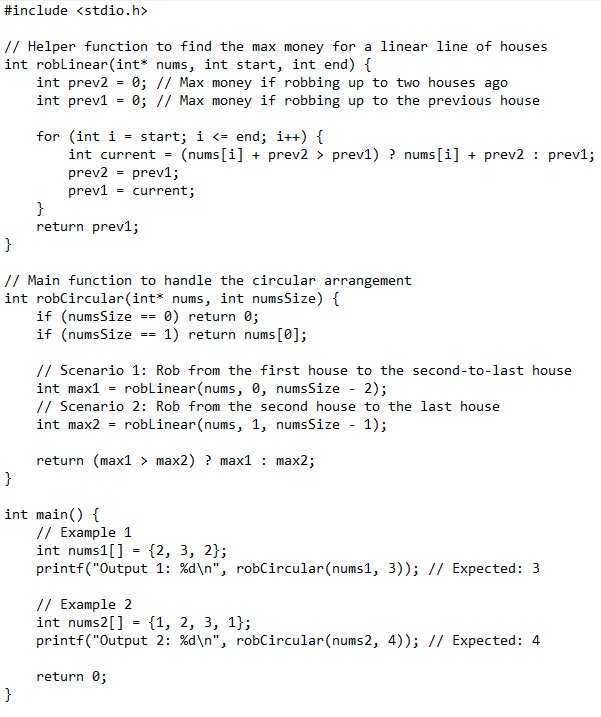 #include <stdio.h>

// Helper function to find the max money for a linear line of houses
int robLinear(int* nums, int start, int end) {
    int prev2 = 0; // Max money if robbing up to two houses ago
    int prev1 = 0; // Max money if robbing up to the previous house

    for (int i = start; i <= end; i++) {
        int current = (nums[i] + prev2 > prev1) ? nums[i] + prev2 : prev1;
        prev2 = prev1;
        prev1 = current;
    }
    return prev1;
}

// Main function to handle the circular arrangement
int robCircular(int* nums, int numsSize) {
    if (numsSize == 0) return 0;
    if (numsSize == 1) return nums[0];

    // Scenario 1: Rob from the first house to the second-to-last house
    int max1 = robLinear(nums, 0, numsSize - 2);
    // Scenario 2: Rob from the second house to the last house
    int max2 = robLinear(nums, 1, numsSize - 1);

    return (max1 > max2) ? max1 : max2;
}

int main() {
    // Example 1
    int nums1[] = {2, 3, 2};
    printf("Output 1: %d\n", robCircular(nums1, 3)); // Expected: 3

    // Example 2
    int nums2[] = {1, 2, 3, 1};
    printf("Output 2: %d\n", robCircular(nums2, 4)); // Expected: 4

    return 0;
}